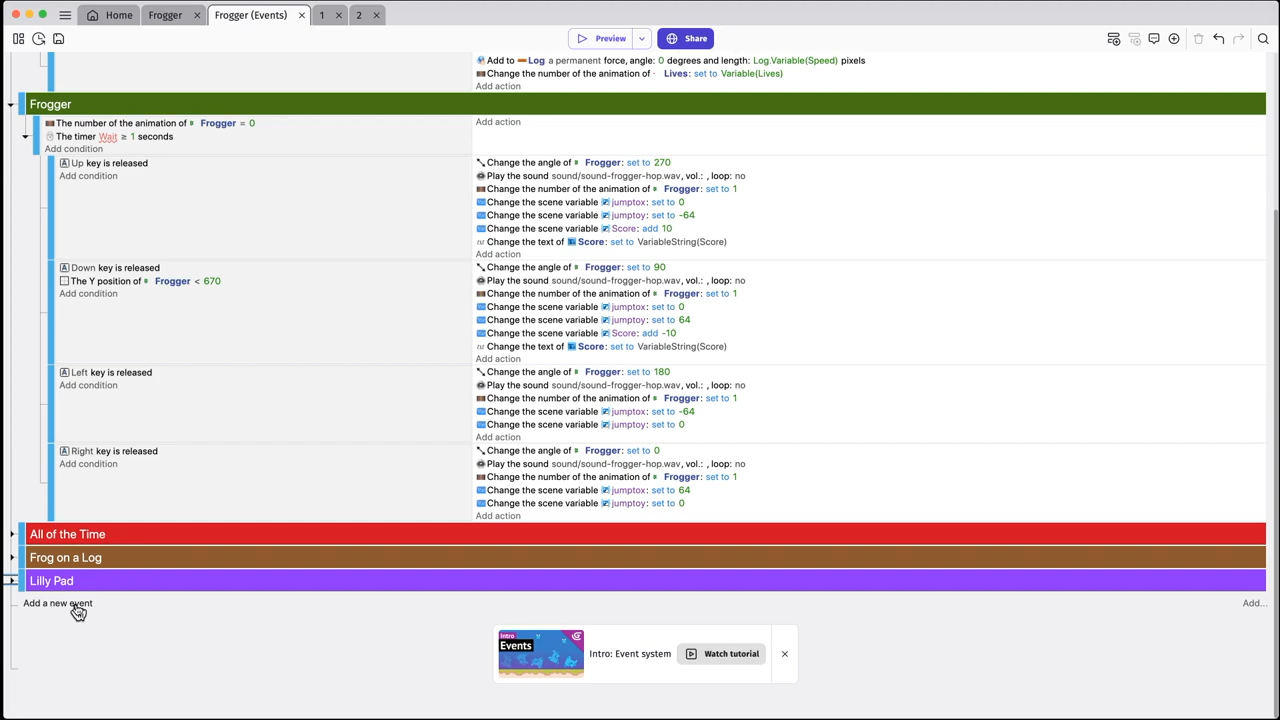 Home Frogger × Frogger (Events) × 1 × 2 ×
Preview Share
Add to Log a permanent force, angle: 0 degrees and length: Log.Variable(Speed) pixels
Change the number of the animation of Lives: set to Variable(Lives)
Add action
Frogger
The number of the animation of Frogger = 0
Add action
The timer Wait ≥ 1 seconds
Add condition
Up key is released
Add condition
Change the angle of Frogger: set to 270
Play the sound sound/sound-frogger-hop.wav, vol.: , loop: no
Change the number of the animation of Frogger: set to 1
Change the scene variable jumptox: set to 0
Change the scene variable jumptoy: set to -64
Change the scene variable Score: add 10
Change the text of Score: set to VariableString(Score)
Add action
Down key is released
The Y position of Frogger < 670
Add condition
Change the angle of Frogger: set to 90
Play the sound sound/sound-frogger-hop.wav, vol.: , loop: no
Change the number of the animation of Frogger: set to 1
Change the scene variable jumptox: set to 0
Change the scene variable jumptoy: set to 64
Change the scene variable Score: add -10
Change the text of Score: set to VariableString(Score)
Add action
Left key is released
Add condition
Change the angle of Frogger: set to 180
Play the sound sound/sound-frogger-hop.wav, vol.: , loop: no
Change the number of the animation of Frogger: set to 1
Change the scene variable jumptox: set to -64
Change the scene variable jumptoy: set to 0
Add action
Right key is released
Add condition
Change the angle of Frogger: set to 0
Play the sound sound/sound-frogger-hop.wav, vol.: , loop: no
Change the number of the animation of Frogger: set to 1
Change the scene variable jumptox: set to 64
Change the scene variable jumptoy: set to 0
Add action
All of the Time
Frog on a Log
Lilly Pad
Add a new event Add...
Intro
Events
Intro: Event system
Watch tutorial